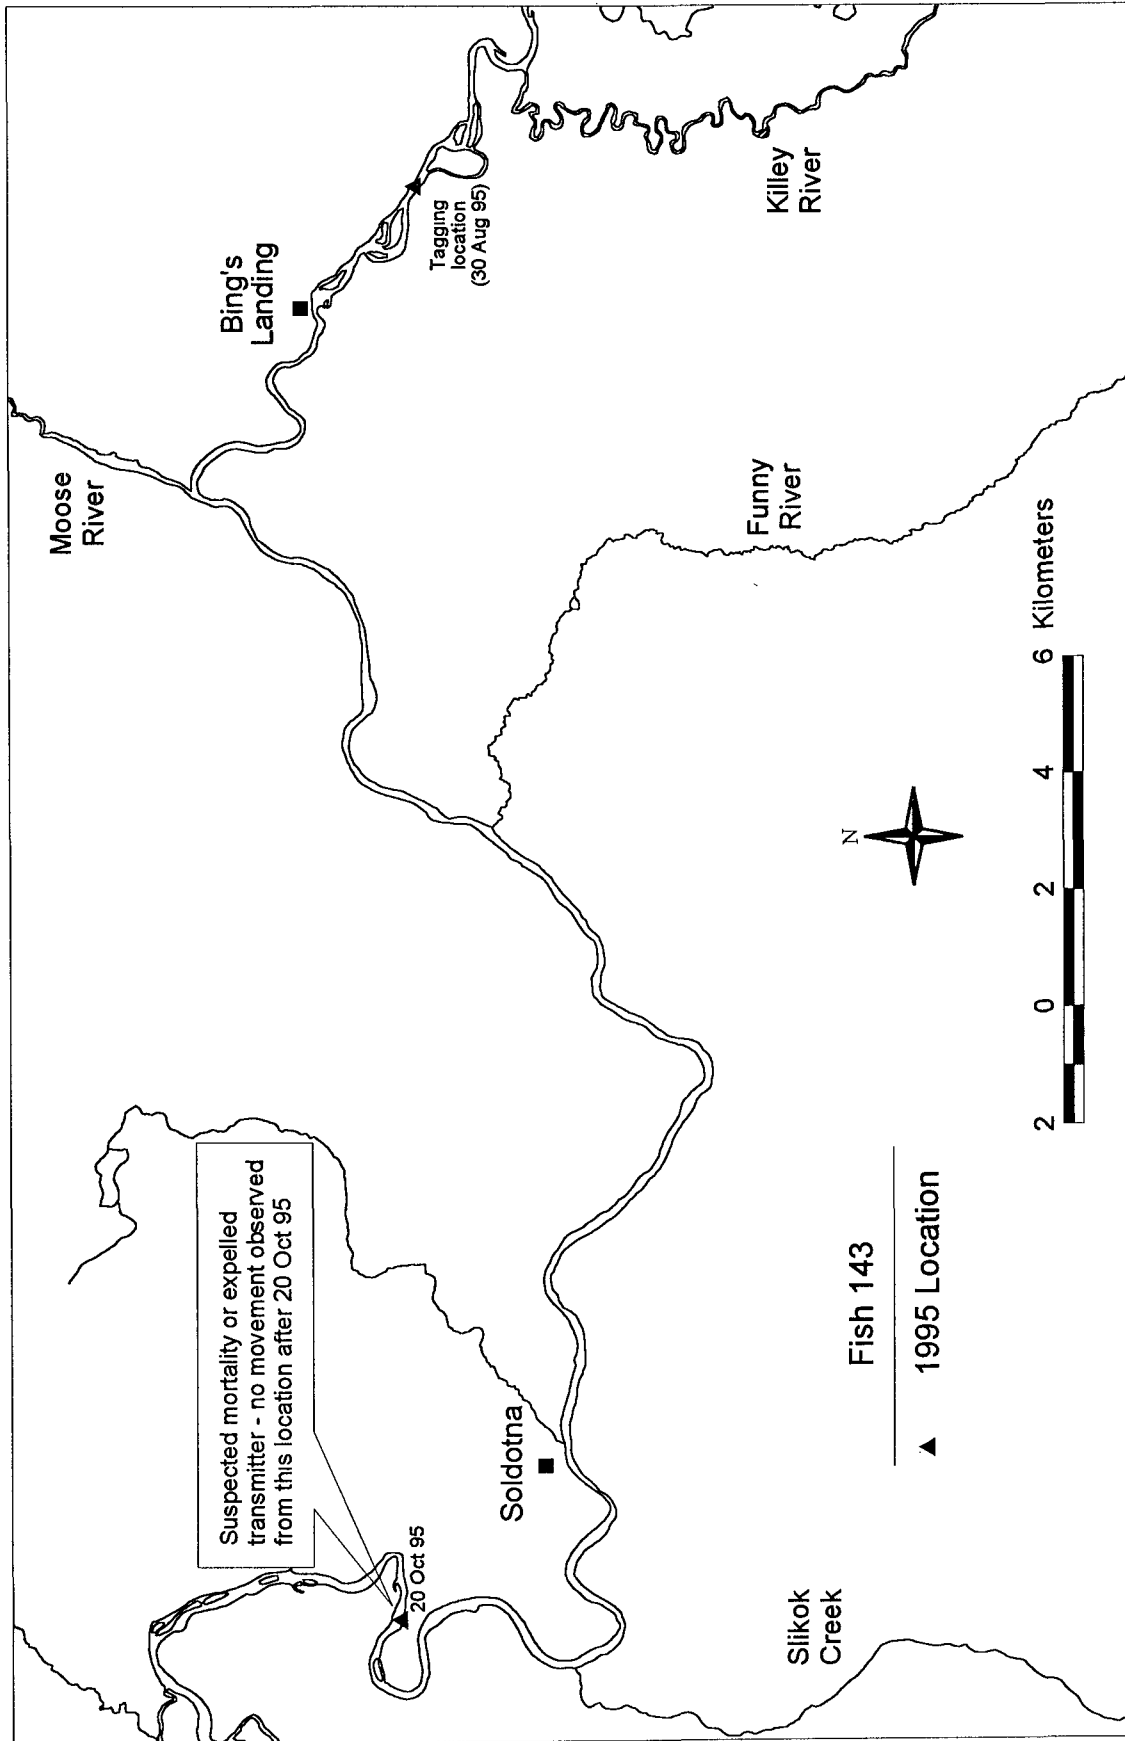 Moose
River
Bing's
Landing
Tagging
location
(30 Aug 95)
Killey
River
Funny
River
Suspected mortality or expelled
transmitter - no movement observed
from this location after 20 Oct 95
20 Oct 95
Soldotna
Slikok
Creek
N
Fish 143
1995 Location
2 0 2 4 6 Kilometers